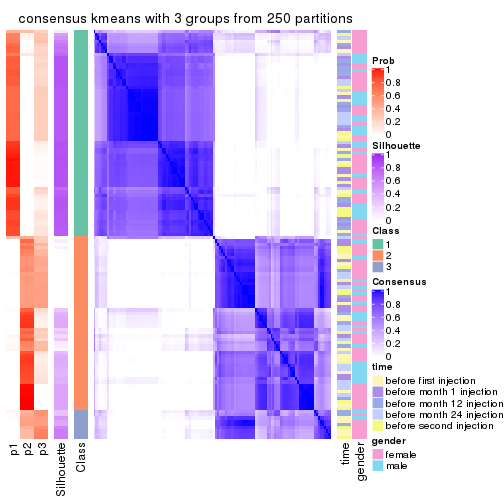 consensus kmeans with 3 groups from 250 partitions
Prob
1
0.8
0.6
0.4
0.2
0
Silhouette
1
0.8
0.6
0.4
0.2
0
Class
1
2
3
Consensus
1
0.8
0.6
0.4
0.2
0
time
before first injection
before month 1 injection
before month 12 injection
before month 24 injection
before second injection
gender
female
male
p1
p2
p3
Silhouette
Class
time
gender